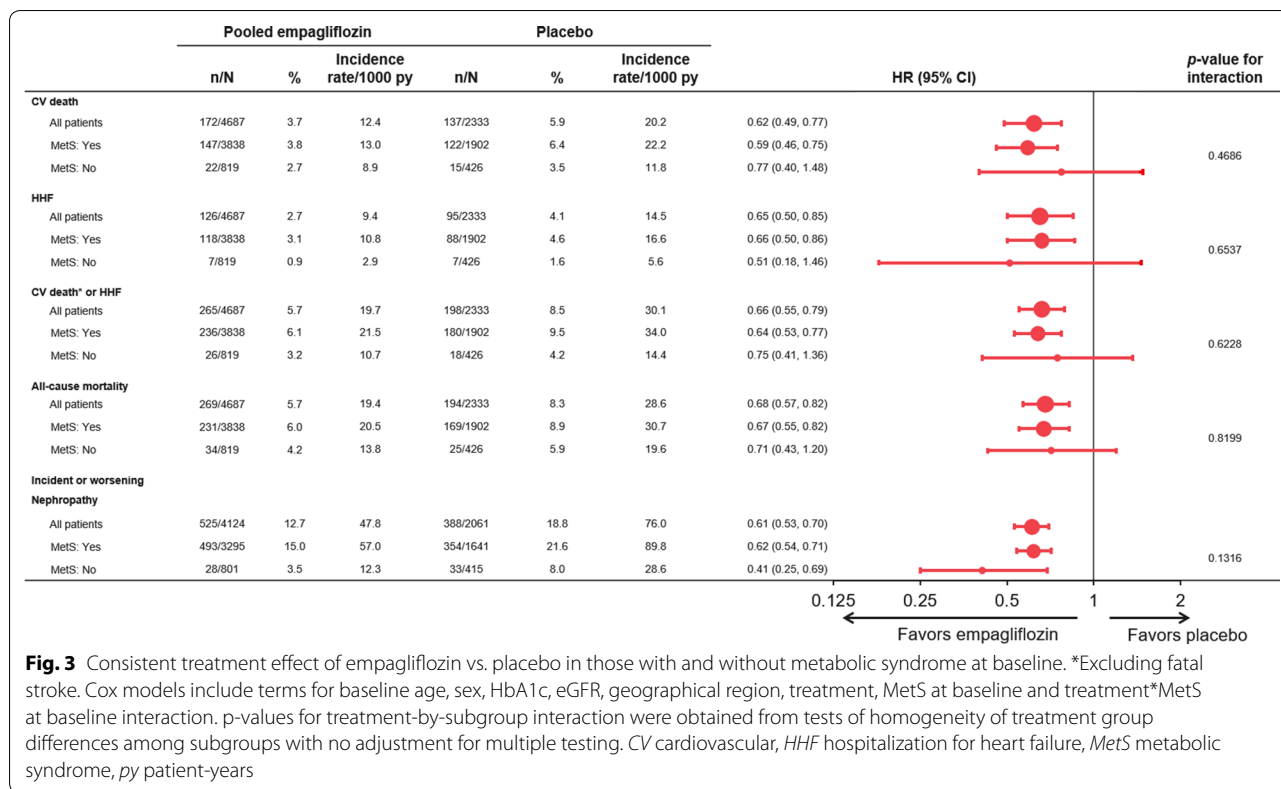 Pooled empagliflozin Placebo
n/N % Incidence rate/1000 py n/N % Incidence rate/1000 py HR (95% CI) p-value for interaction
CV death
All patients 172/4687 3.7 12.4 137/2333 5.9 20.2 0.62 (0.49, 0.77)
MetS: Yes 147/3838 3.8 13.0 122/1902 6.4 22.2 0.59 (0.46, 0.75)
0.4686
MetS: No 22/819 2.7 8.9 15/426 3.5 11.8 0.77 (0.40, 1.48)
HHF
All patients 126/4687 2.7 9.4 95/2333 4.1 14.5 0.65 (0.50, 0.85)
MetS: Yes 118/3838 3.1 10.8 88/1902 4.6 16.6 0.66 (0.50, 0.86)
0.6537
MetS: No 7/819 0.9 2.9 7/426 1.6 5.6 0.51 (0.18, 1.46)
CV death* or HHF
All patients 265/4687 5.7 19.7 198/2333 8.5 30.1 0.66 (0.55, 0.79)
MetS: Yes 236/3838 6.1 21.5 180/1902 9.5 34.0 0.64 (0.53, 0.77)
0.6228
MetS: No 26/819 3.2 10.7 18/426 4.2 14.4 0.75 (0.41, 1.36)
All-cause mortality
All patients 269/4687 5.7 19.4 194/2333 8.3 28.6 0.68 (0.57, 0.82)
MetS: Yes 231/3838 6.0 20.5 169/1902 8.9 30.7 0.67 (0.55, 0.82)
0.8199
MetS: No 34/819 4.2 13.8 25/426 5.9 19.6 0.71 (0.43, 1.20)
Incident or worsening
Nephropathy
All patients 525/4124 12.7 47.8 388/2061 18.8 76.0 0.61 (0.53, 0.70)
MetS: Yes 493/3295 15.0 57.0 354/1641 21.6 89.8 0.62 (0.54, 0.71)
0.1316
MetS: No 28/801 3.5 12.3 33/415 8.0 28.6 0.41 (0.25, 0.69)
0.125 0.25 0.5 1 2
Favors empagliflozin Favors placebo
Fig. 3 Consistent treatment effect of empagliflozin vs. placebo in those with and without metabolic syndrome at baseline. *Excluding fatal
stroke. Cox models include terms for baseline age, sex, HbA1c, eGFR, geographical region, treatment, MetS at baseline and treatment*MetS
at baseline interaction. p-values for treatment-by-subgroup interaction were obtained from tests of homogeneity of treatment group
differences among subgroups with no adjustment for multiple testing. CV cardiovascular, HHF hospitalization for heart failure, MetS metabolic
syndrome, py patient-years